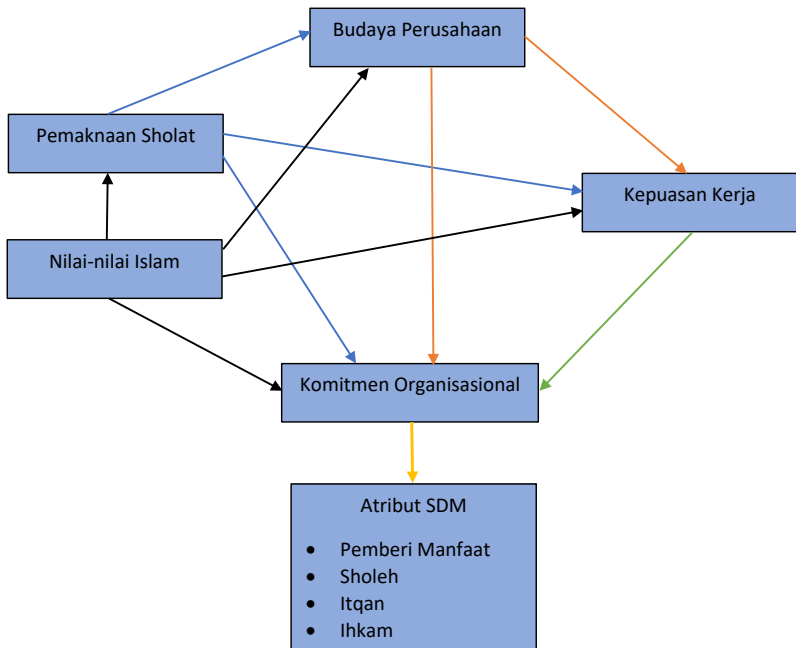 Budaya Perusahaan
Pemaknaan Sholat
Kepuasan Kerja
Nilai-nilai Islam
Komitmen Organisasional
Atribut SDM
• Pemberi Manfaat
• Sholeh
• Itqan
• Ihkam